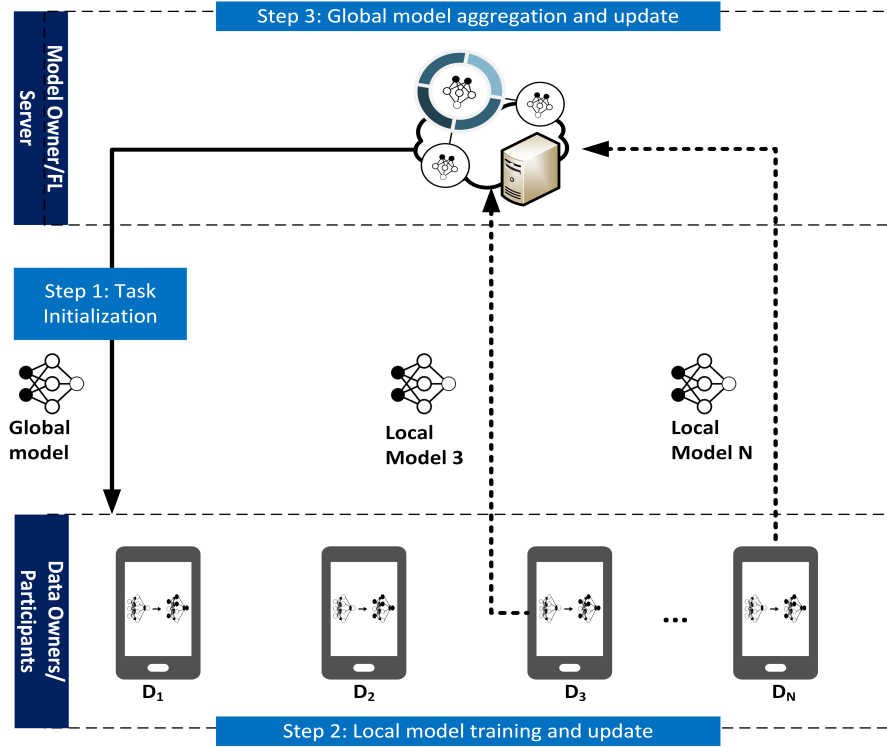 Step 3: Global model aggregation and update
Model Owner/FL
Server
Step 1: Task
Initialization
Global
model
Local
Model 3
Local
Model N
Data Owners/
Participants
D₁
D₂
D₃
...
D_N
Step 2: Local model training and update